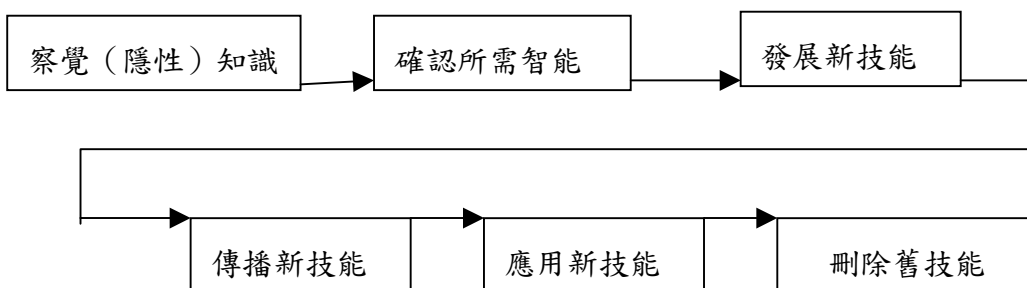 察覺（隱性）知識
確認所需智能
發展新技能
傳播新技能
應用新技能
刪除舊技能